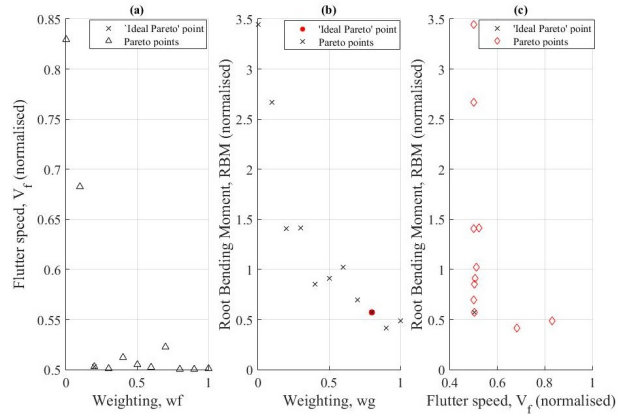 (a)
'Ideal Pareto' point
Pareto points
0.85
0.8
0.75
0.7
0.65
0.6
0.55
0.5
Flutter speed, Vf (normalised)
0
0.5
1
Weighting, wf
(b)
'Ideal Pareto' point
Pareto points
3.5
3
2.5
2
1.5
1
0.5
0
Root Bending Moment, RBM (normalised)
0
0.5
1
Weighting, wg
(c)
'Ideal Pareto' point
Pareto points
3.5
3
2.5
2
1.5
1
0.5
0
Root Bending Moment, RBM (normalised)
0.4
0.6
0.8
1
Flutter speed, Vf (normalised)